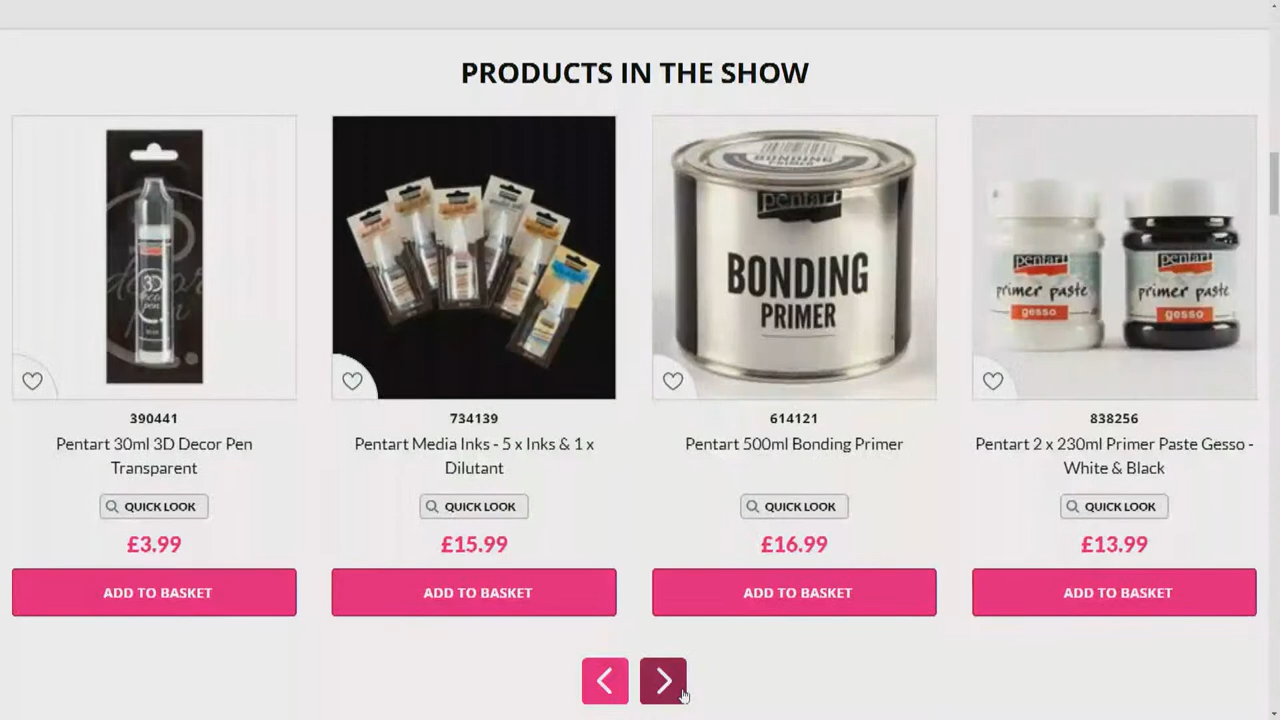 PRODUCTS IN THE SHOW
3D
pentart
BONDING
PRIMER
pentart
primer paste
gesso
pentart
primer paste
gesso
390441
734139
614121
838256
Pentart 30ml 3D Decor Pen
Transparent
Pentart Media Inks - 5 x Inks & 1 x
Dilutant
Pentart 500ml Bonding Primer
Pentart 2 x 230ml Primer Paste Gesso -
White & Black
QUICK LOOK
QUICK LOOK
QUICK LOOK
QUICK LOOK
£3.99
£15.99
£16.99
£13.99
ADD TO BASKET
ADD TO BASKET
ADD TO BASKET
ADD TO BASKET